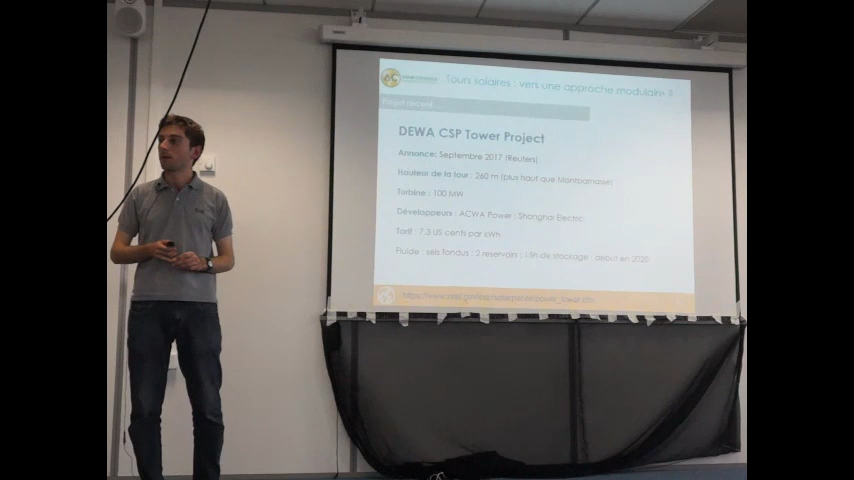 Tours solaires : vers une approche modulaire ?
Projet record
DEWA CSP Tower Project
Annonce: Septembre 2017 (Reuters)
Hauteur de la tour : 260 m (plus haut que Montparnasse)
Turbine : 100 MW
Développeurs : ACWA Power ; Shanghai Electric
Tarif : 7.3 US cents par kWh
Fluide : sels fondus ; 2 reservoirs ; 15h de stockage ; début en 2020